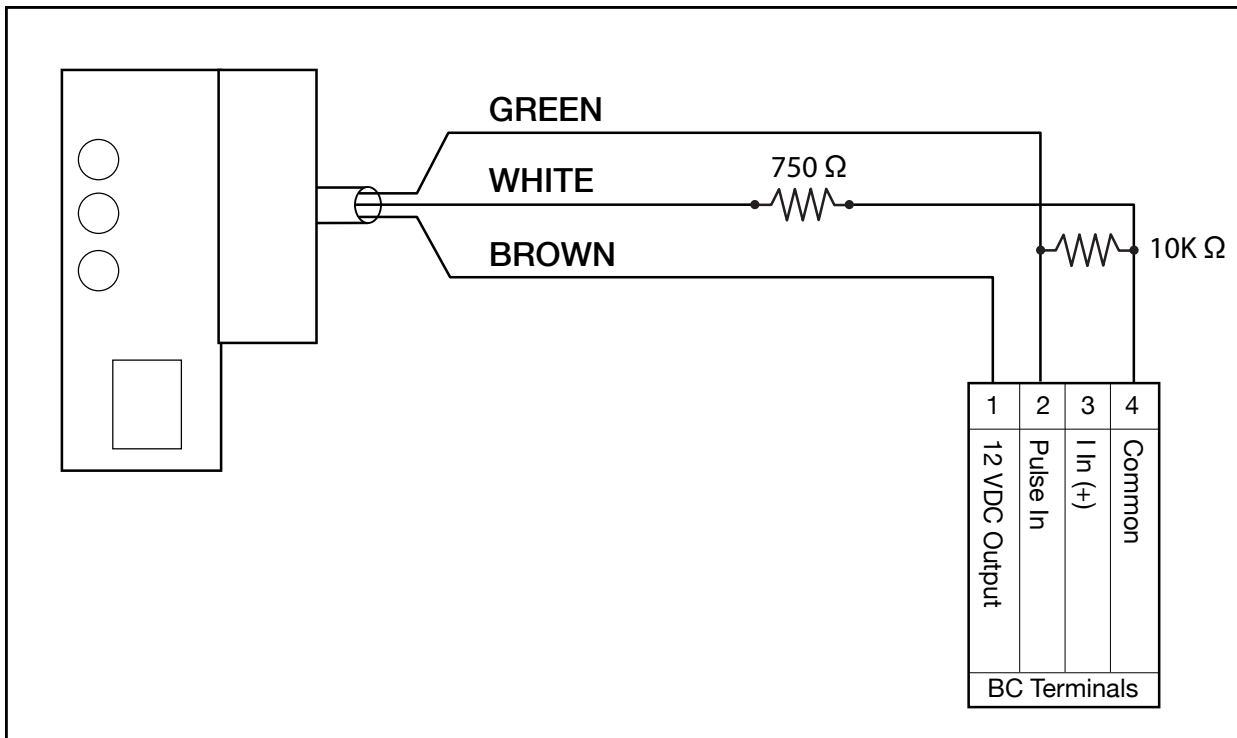 GREEN
WHITE
750 Ω
BROWN
10K Ω
1
2
3
4
12 VDC Output
Pulse In
I In (+)
Common
BC Terminals